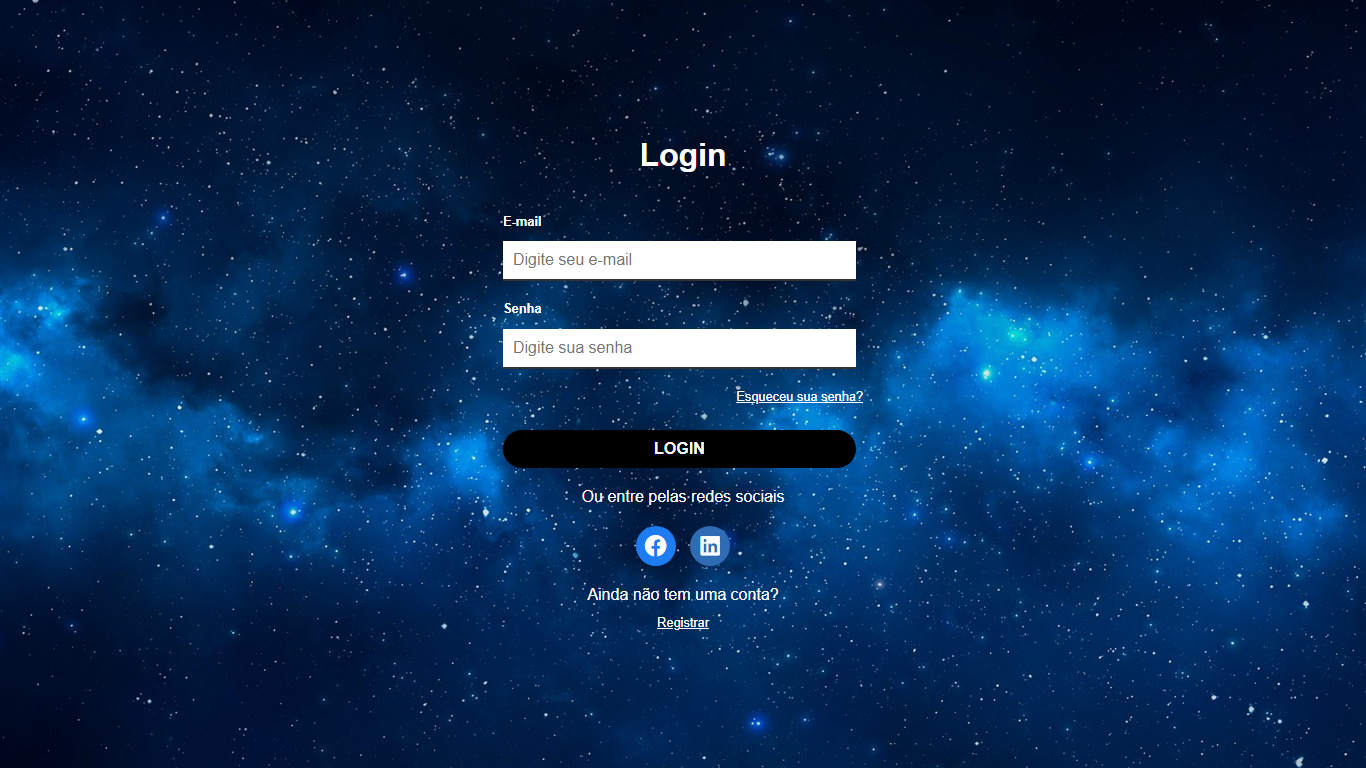 Login
E-mail
Digite seu e-mail
Senha
Digite sua senha
Esqueceu sua senha?
LOGIN
Ou entre pelas redes sociais
in
Ainda não tem uma conta?
Registrar